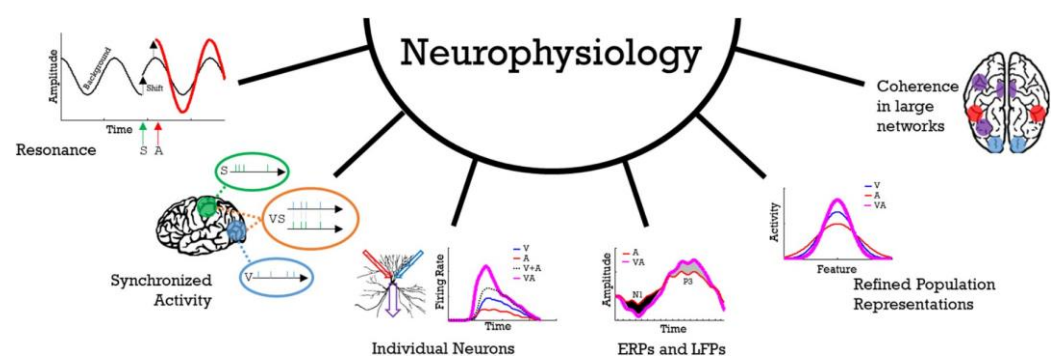 Neurophysiology
Amplitude
Background
Shift
Time
S A
Resonance
S
VS
V
Synchronized
Activity
Firing Rate
V
A
V+A
VA
Time
Individual Neurons
Amplitude
A
VA
N1
P3
Time
ERPs and LFPs
Activity
V
A
VA
Feature
Refined Population
Representations
Coherence
in large
networks